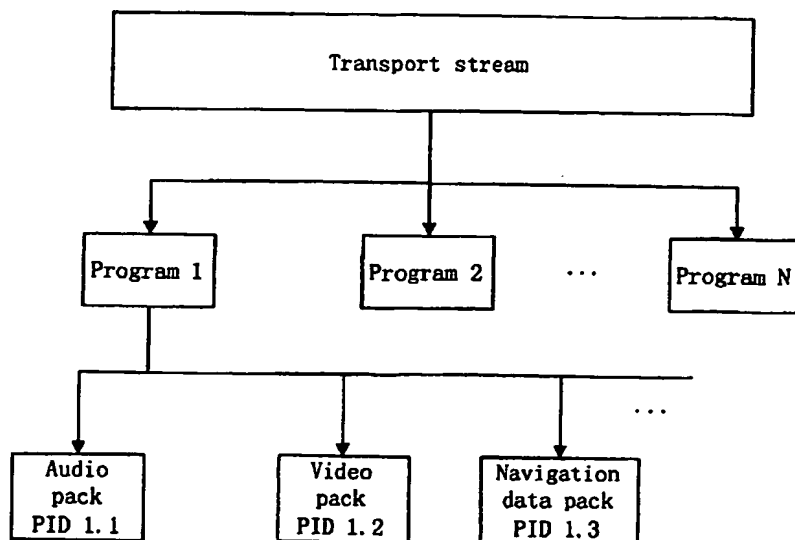 Transport stream
Program 1
Program 2
...
Program N
...
Audio
pack
PID 1.1
Video
pack
PID 1.2
Navigation
data pack
PID 1.3